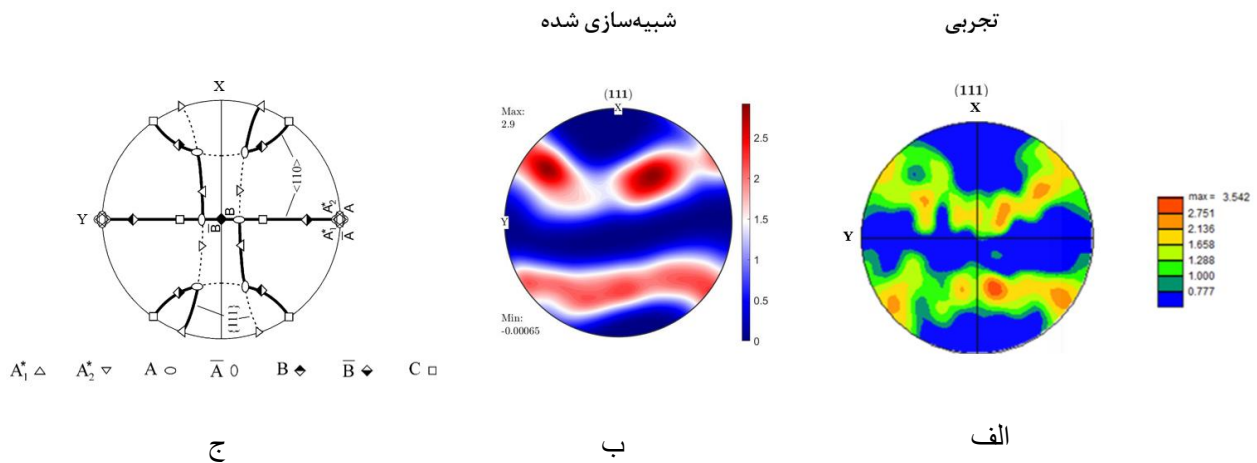 تجربی
شبیه‌سازی شده
(111)
X
Y
max = 3.542
2.751
2.136
1.658
1.288
1.000
0.777
الف
(111)
X
Y
Max:
2.9
Min:
-0.00065
2.5
2
1.5
1
0.5
0
ب
X
Y
<110>
{111}
B
B̅
A₂*
A
A₁*
A̅
A₁* △ A₂* ▽ A ⬭ A̅ ⬯ B ⬘ B̅ ⬙ C □
ج